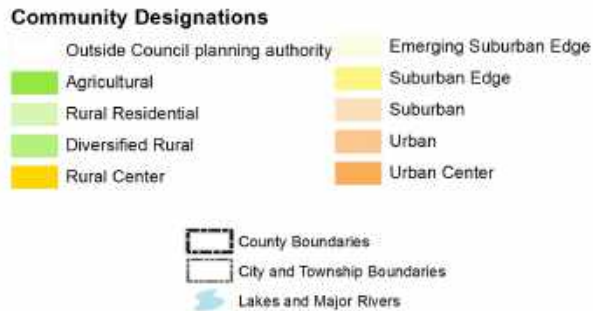 Community Designations
Outside Council planning authority
Agricultural
Rural Residential
Diversified Rural
Rural Center
Emerging Suburban Edge
Suburban Edge
Suburban
Urban
Urban Center
County Boundaries
City and Township Boundaries
Lakes and Major Rivers